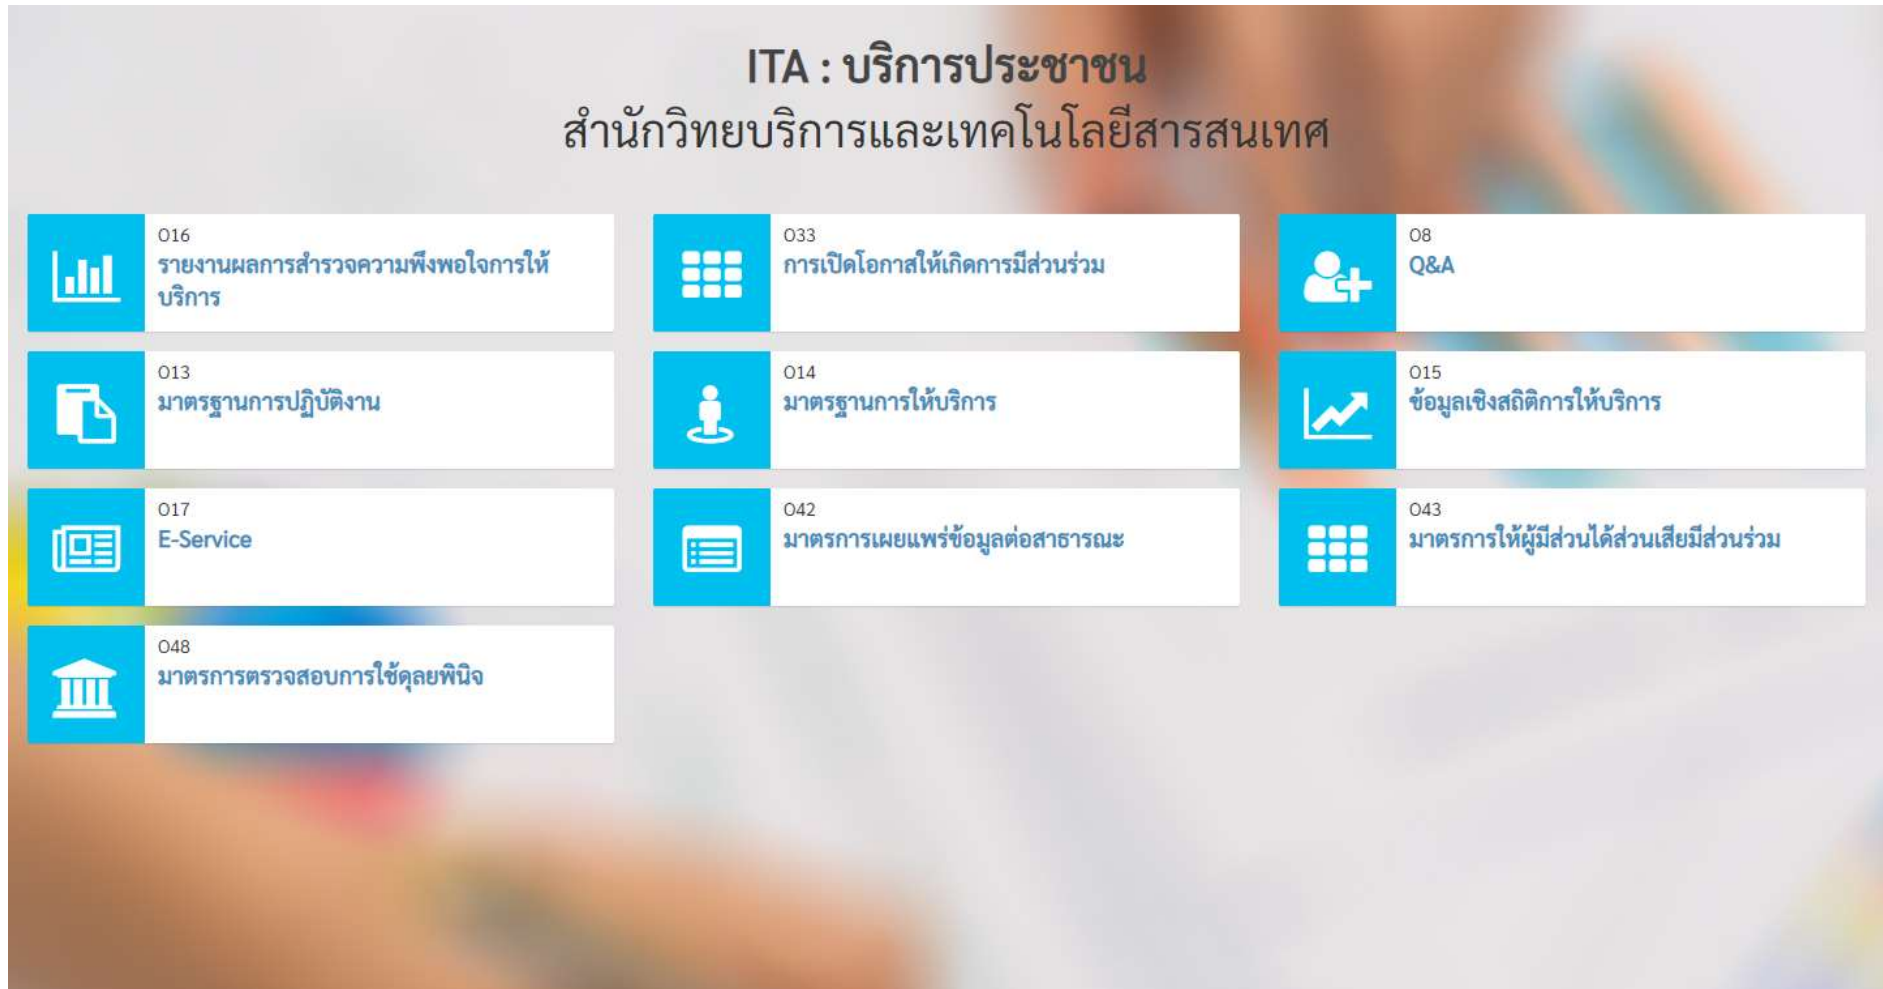 ITA : บริการประชาชน
สำนักวิทยบริการและเทคโนโลยีสารสนเทศ
O16
รายงานผลการสำรวจความพึงพอใจการให้
บริการ
O33
การเปิดโอกาสให้เกิดการมีส่วนร่วม
O8
Q&A
O13
มาตรฐานการปฏิบัติงาน
O14
มาตรฐานการให้บริการ
O15
ข้อมูลเชิงสถิติการให้บริการ
O17
E-Service
O42
มาตรการเผยแพร่ข้อมูลต่อสาธารณะ
O43
มาตรการให้ผู้มีส่วนได้ส่วนเสียมีส่วนร่วม
O48
มาตรการตรวจสอบการใช้ดุลยพินิจ